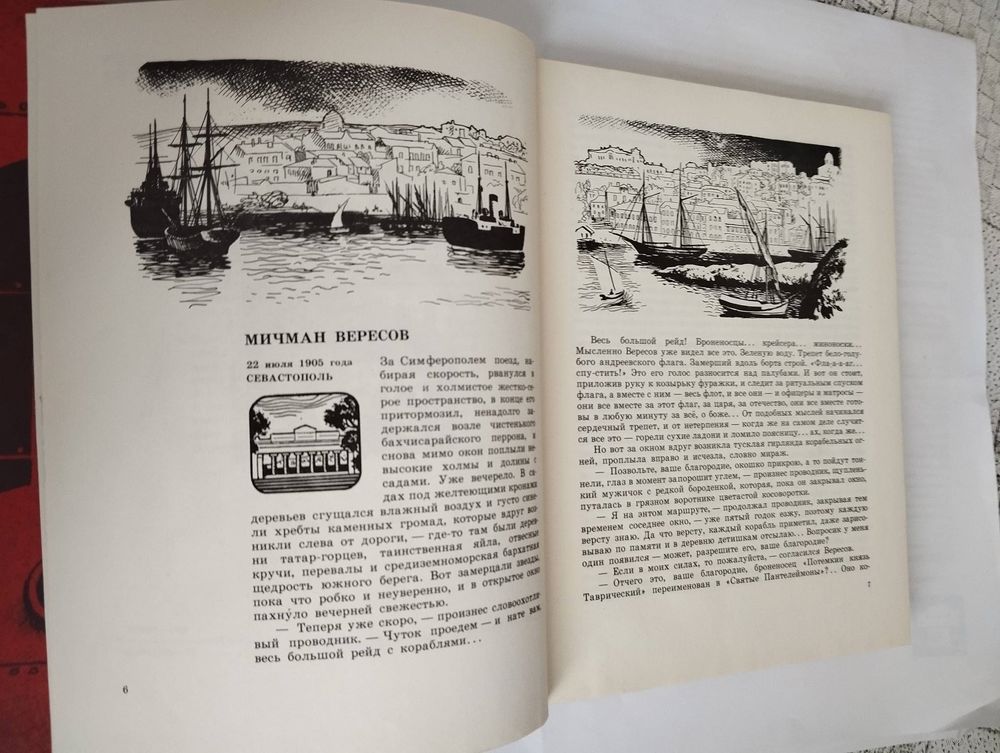 МИЧМАН ВЕРЕСОВ
22 июля 1905 года
СЕВАСТОПОЛЬ
За Симферополем поезд, на-
бирая скорость, рванулся в
голое и холмистое жестко-се-
рое пространство, в конце его
притормозил, ненадолго за-
держался возле чистенького
бахчисарайского перрона, и
снова мимо окон поплыли не-
высокие холмы и долины с
садами. Уже вечерело. В са-
дах под желтеющими кронами
деревьев сгущался влажный воздух и густо сине-
ли хребты каменных громад, которые вдруг воз-
никли слева от дороги, — где-то там были дерев-
ни татар-горцев, таинственная яйла, отвесные
кручи, перевалы и средиземноморская бархатная
щедрость южного берега. Вот замерцали звезды,
пока что робко и неуверенно, и в открытое окно
пахну́ло вечерней свежестью.
— Теперя уже скоро, — произнес словоохотли-
вый проводник. — Чуток проедем — и нате вам,
весь большой рейд с кораблями...
6
Весь большой рейд! Броненосцы... крейсера... миноноски...
Мысленно Вересов уже видел все это. Зеленую воду. Трепет бело-голу-
бого андреевского флага. Замерший вдоль борта строй. «Фла-а-а-аг...
спу-стить!» Это его голос разносится над палубами. И вот он стоит,
приложив руку к козырьку фуражки, и следит за ритуальным спуском
флага, а вместе с ним — весь флот, и все они — и офицеры и матросы —
они все вместе за этот флаг, за царя, за отечество, они все вместе гото-
вы в любую минуту за всё, о боже... От подобных мыслей начинался
сердечный трепет, и от нетерпения — когда же на самом деле случит-
ся все это — горели сухие ладони и ломило поясницу... ах, когда же...
Но вот за окном вдруг возникла тусклая гирлянда корабельных ог-
ней, проплыла вправо и исчезла, словно мираж.
— Позвольте, ваше благородие, окошко прикрою, а то пойдут тон-
нели, глаз в момент запорошит углем, — произнес проводник, щуплень-
кий мужичок с редкой бороденкой, которая, пока он закрывал окно,
путалась в грязном воротнике цветастой косоворотки.
— Я на энтом маршруте, — продолжал проводник, закрывая тем
временем соседнее окно, — уже пятый годок езжу, поэтому каждую
версту знаю. Да что версту, каждый корабль приметил, даже зарисо-
вываю по памяти и в деревню детишкам отсылаю... Вопросик у меня
один появился — может, разрешите его, ваше благородие?
— Если в моих силах, то пожалуйста, — согласился Вересов.
— Отчего это, ваше благородие, броненосец «Потемкин князь
Таврический» переименован в «Святые Пантелеймоны»?.. Оно ко-
7